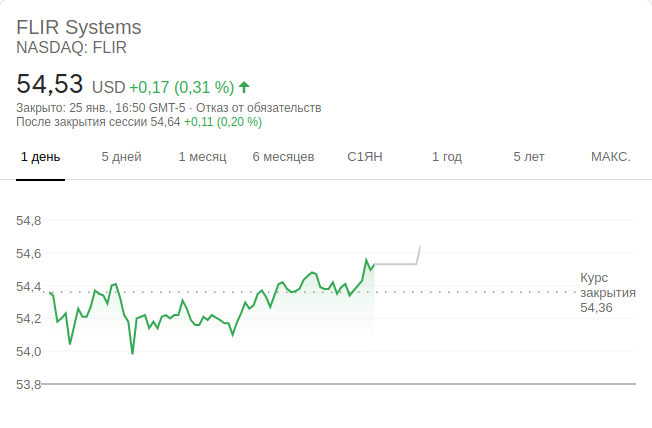 FLIR Systems
NASDAQ: FLIR
54,53 USD +0,17 (0,31 %)
Закрыто: 25 янв., 16:50 GMT-5 · Отказ от обязательств
После закрытия сессии 54,64 +0,11 (0,20 %)
1 день 5 дней 1 месяц 6 месяцев С1ЯН 1 год 5 лет МАКС.
54,8
54,6
54,4
54,2
54,0
53,8
Курс
закрытия
54,36